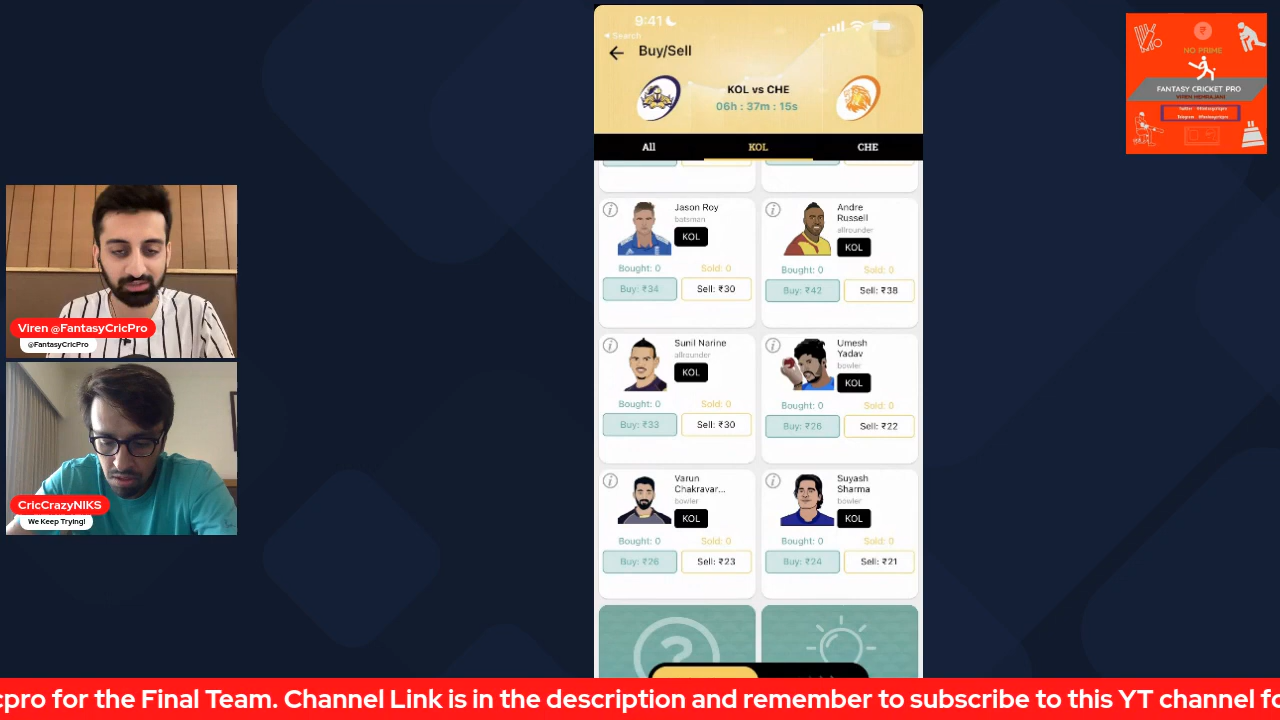 9:41
◂ Search
Buy/Sell
KOL vs CHE
06h : 37m : 15s
All
KOL
CHE
Jason Roy
batsman
KOL
Bought: 0
Sold: 0
Buy: ₹34
Sell: ₹30
Andre
Russell
allrounder
KOL
Bought: 0
Sold: 0
Buy: ₹42
Sell: ₹38
Sunil Narine
allrounder
KOL
Bought: 0
Sold: 0
Buy: ₹33
Sell: ₹30
Umesh
Yadav
bowler
KOL
Bought: 0
Sold: 0
Buy: ₹26
Sell: ₹22
Varun
Chakravar...
bowler
KOL
Bought: 0
Sold: 0
Buy: ₹26
Sell: ₹23
Suyash
Sharma
bowler
KOL
Bought: 0
Sold: 0
Buy: ₹24
Sell: ₹21
Viren @FantasyCricPro
@FantasyCricPro
CricCrazyNIKS
We Keep Trying!
NO PRIME
FANTASY CRICKET PRO
VIREN HEMRAJANI
cpro for the Final Team. Channel Link is in the description and remember to subscribe to this YT channel fo